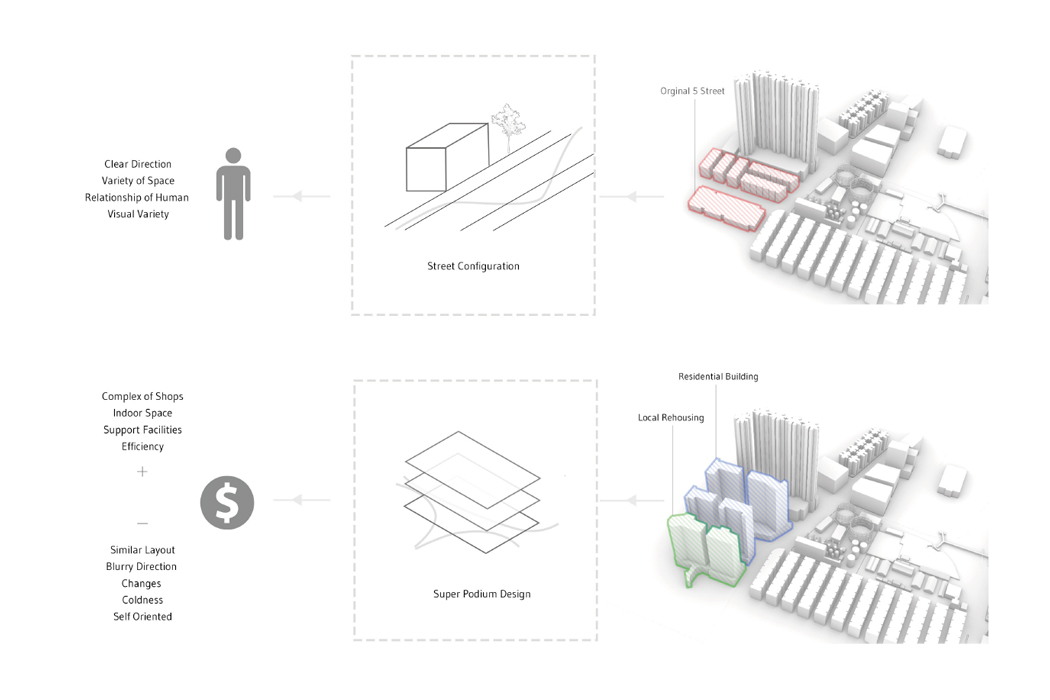 Orginal 5 Street
Clear Direction
Variety of Space
Relationship of Human
Visual Variety
Street Configuration
Residential Building
Local Rehousing
Complex of Shops
Indoor Space
Support Facilities
Efficiency
+
$
−
Similar Layout
Blurry Direction
Changes
Coldness
Self Oriented
Super Podium Design